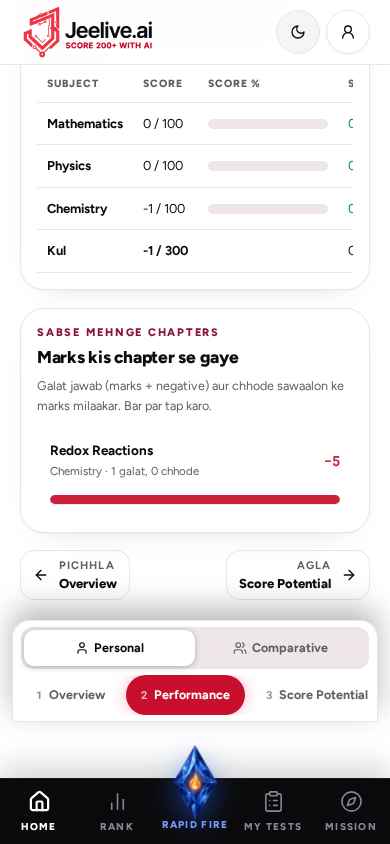 Jeelive.ai
SCORE 200+ WITH AI
SUBJECT SCORE SCORE %
Mathematics 0 / 100
Physics 0 / 100
Chemistry -1 / 100
Kul -1 / 300
SABSE MEHNGE CHAPTERS
Marks kis chapter se gaye
Galat jawab (marks + negative) aur chhode sawaalon ke
marks milaakar. Bar par tap karo.
Redox Reactions
−5
Chemistry · 1 galat, 0 chhode
PICHHLA
Overview
AGLA
Score Potential
Personal Comparative
1 Overview 2 Performance 3 Score Potential
HOME RANK RAPID FIRE MY TESTS MISSION